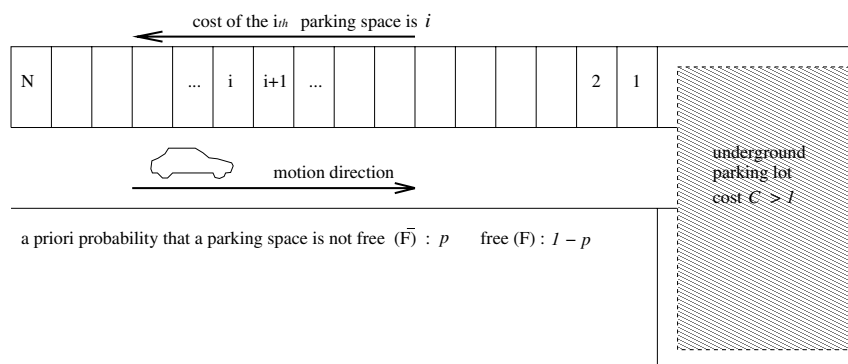 cost of the ith parking space is i
N ... i i+1 ... 2 1
underground
parking lot
cost C > 1
motion direction
a priori probability that a parking space is not free (F̄) : p free (F) : 1 − p